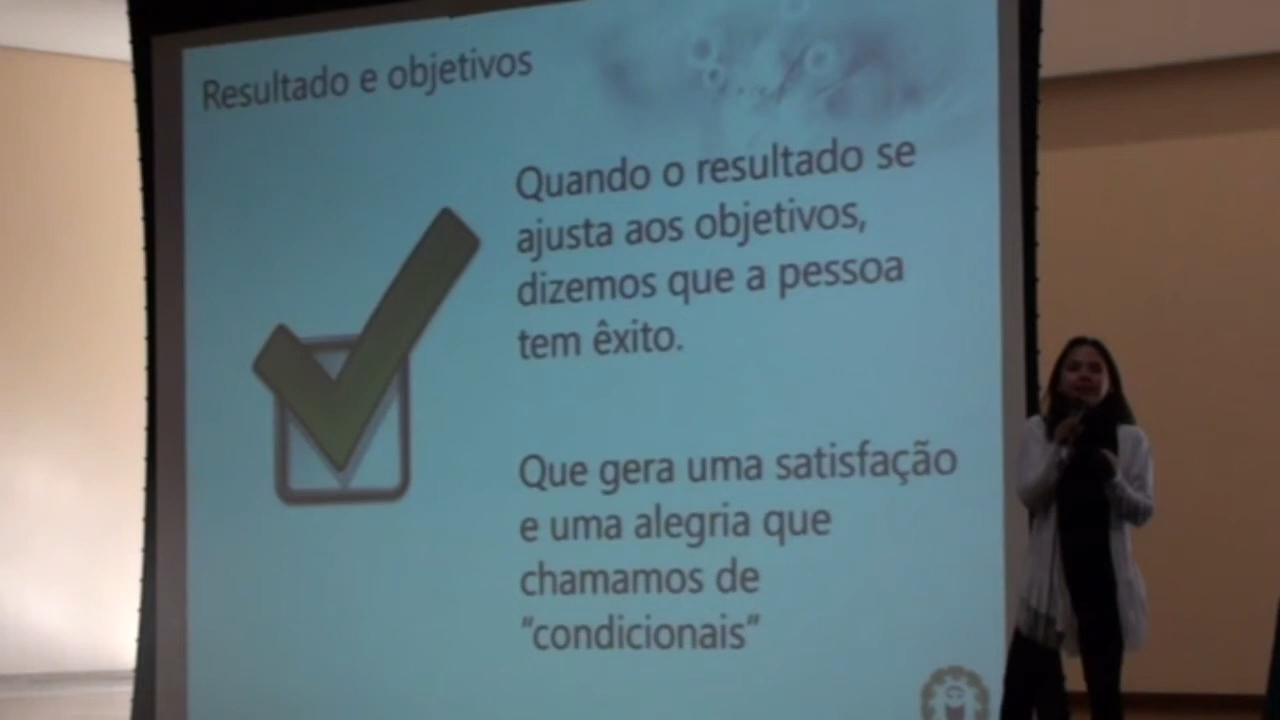 Resultado e objetivos
Quando o resultado se
ajusta aos objetivos,
dizemos que a pessoa
tem êxito.
Que gera uma satisfação
e uma alegria que
chamamos de
“condicionais”